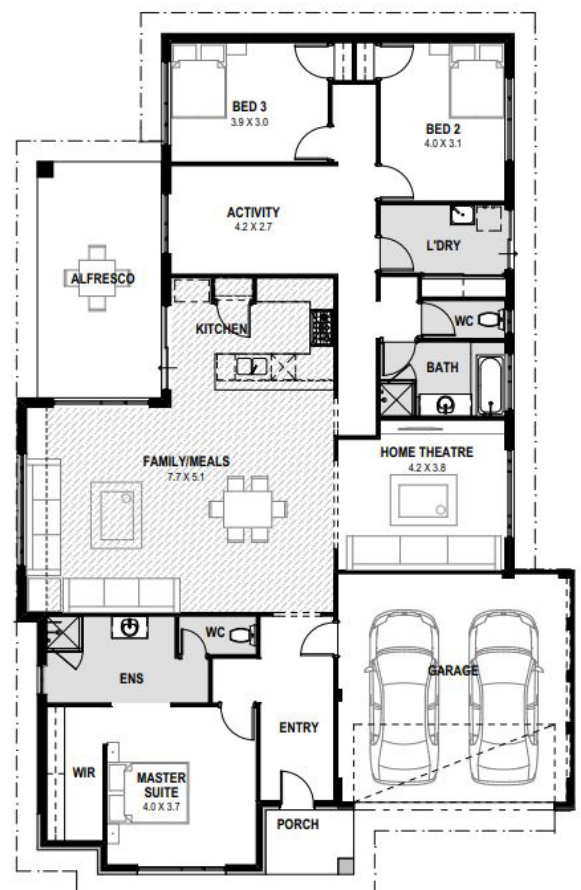 BED 3
3.9 X 3.0
BED 2
4.0 X 3.1
ACTIVITY
4.2 X 2.7
L'DRY
ALFRESCO
KITCHEN
WC
BATH
FAMILY/MEALS
7.7 X 5.1
HOME THEATRE
4.2 X 3.8
WC
ENS
GARAGE
ENTRY
WIR
MASTER
SUITE
4.0 X 3.7
PORCH